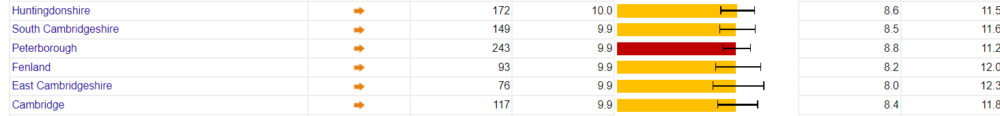 Huntingdonshire 172 10.0 8.6 11.5
South Cambridgeshire 149 9.9 8.5 11.6
Peterborough 243 9.9 8.8 11.2
Fenland 93 9.9 8.2 12.0
East Cambridgeshire 76 9.9 8.0 12.3
Cambridge 117 9.9 8.4 11.8